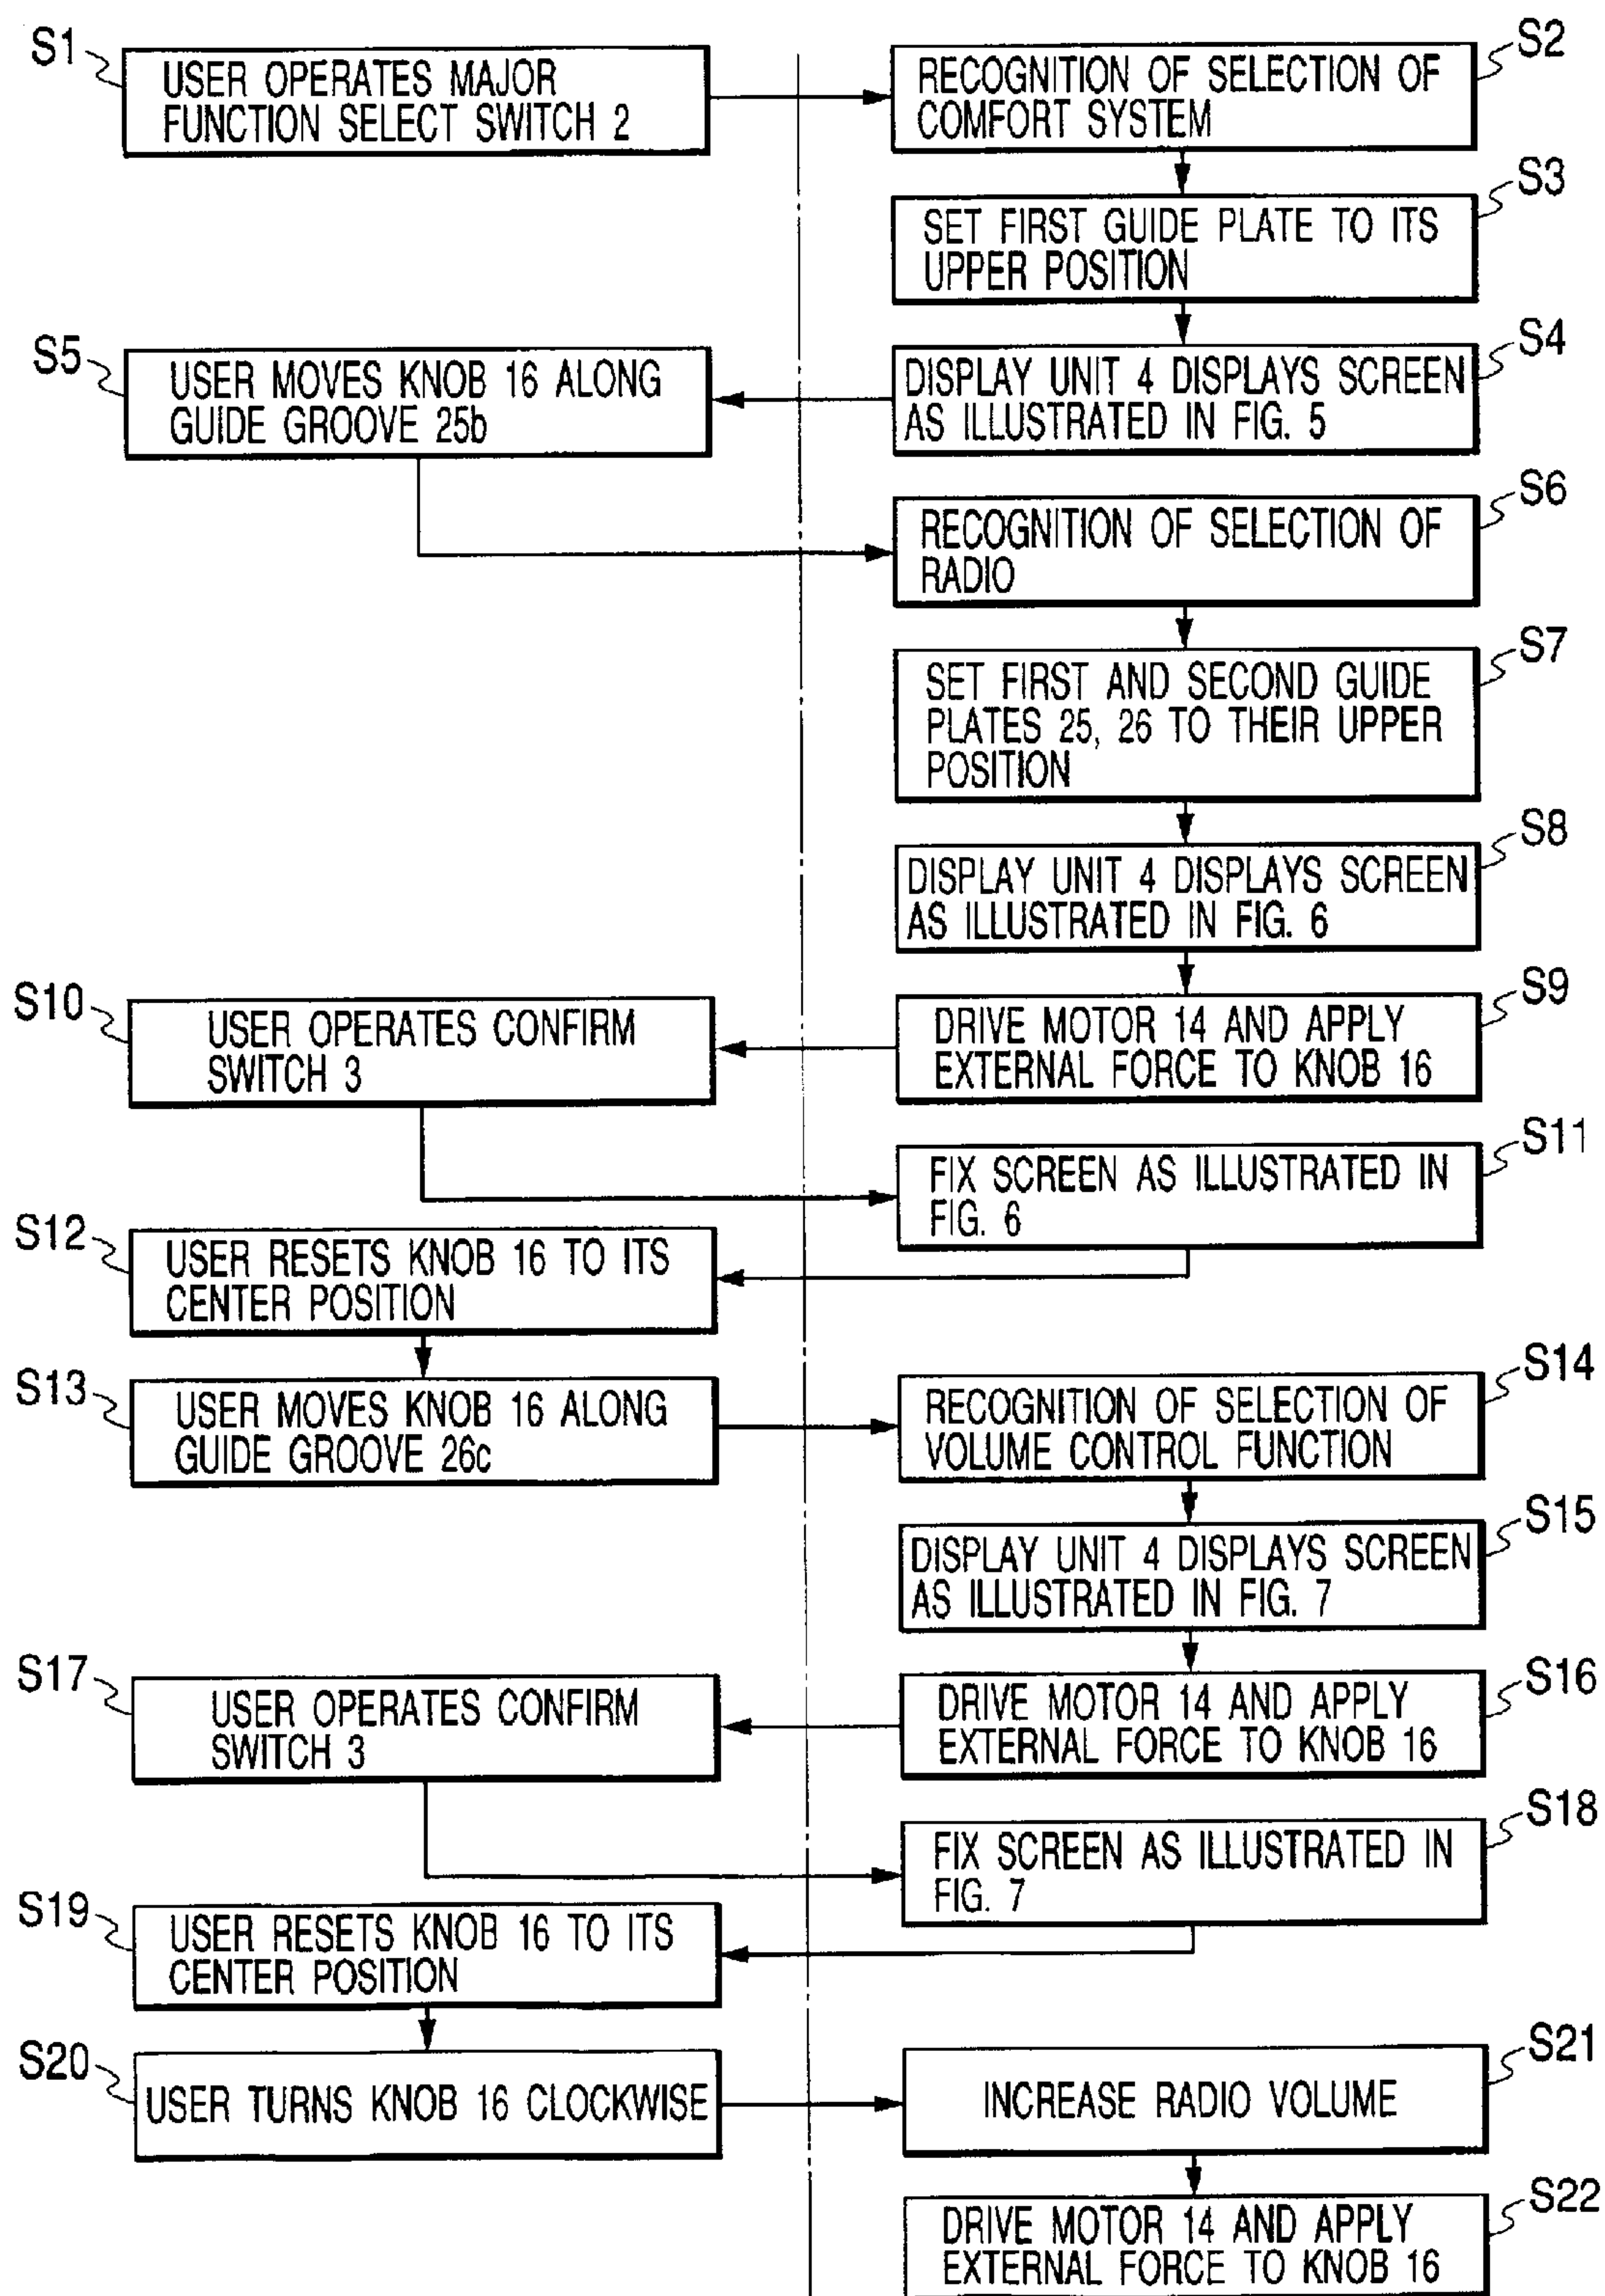 S1
USER OPERATES MAJOR
FUNCTION SELECT SWITCH 2
S2
RECOGNITION OF SELECTION OF
COMFORT SYSTEM
S3
SET FIRST GUIDE PLATE TO ITS
UPPER POSITION
S4
DISPLAY UNIT 4 DISPLAYS SCREEN
AS ILLUSTRATED IN FIG. 5
S5
USER MOVES KNOB 16 ALONG
GUIDE GROOVE 25b
S6
RECOGNITION OF SELECTION OF
RADIO
S7
SET FIRST AND SECOND GUIDE
PLATES 25, 26 TO THEIR UPPER
POSITION
S8
DISPLAY UNIT 4 DISPLAYS SCREEN
AS ILLUSTRATED IN FIG. 6
S9
DRIVE MOTOR 14 AND APPLY
EXTERNAL FORCE TO KNOB 16
S10
USER OPERATES CONFIRM
SWITCH 3
S11
FIX SCREEN AS ILLUSTRATED IN
FIG. 6
S12
USER RESETS KNOB 16 TO ITS
CENTER POSITION
S13
USER MOVES KNOB 16 ALONG
GUIDE GROOVE 26c
S14
RECOGNITION OF SELECTION OF
VOLUME CONTROL FUNCTION
S15
DISPLAY UNIT 4 DISPLAYS SCREEN
AS ILLUSTRATED IN FIG. 7
S16
DRIVE MOTOR 14 AND APPLY
EXTERNAL FORCE TO KNOB 16
S17
USER OPERATES CONFIRM
SWITCH 3
S18
FIX SCREEN AS ILLUSTRATED IN
FIG. 7
S19
USER RESETS KNOB 16 TO ITS
CENTER POSITION
S20
USER TURNS KNOB 16 CLOCKWISE
S21
INCREASE RADIO VOLUME
S22
DRIVE MOTOR 14 AND APPLY
EXTERNAL FORCE TO KNOB 16